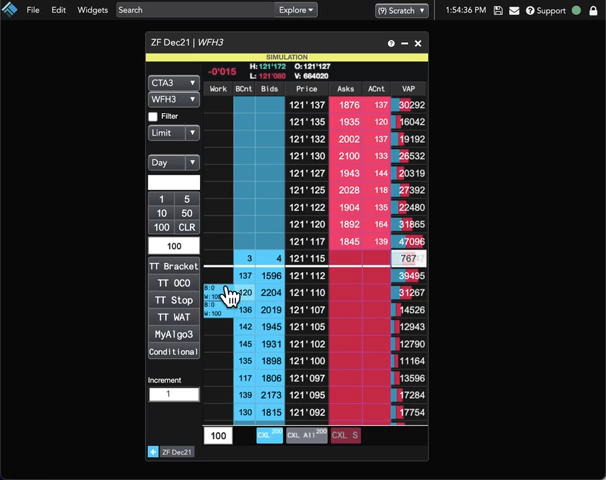 File Edit Widgets Search Explore (9) Scratch 1:54:36 PM Support
ZF Dec21 | WFH3
SIMULATION
CTA3
WFH3
Filter
Limit
Day
1 5
10 50
100 CLR
100
TT Bracket
TT OCO
TT Stop
TT WAT
MyAlgo3
Conditional
Increment
1
-0'015 H: 121'172 O: 121'127
L: 121'080 V: 664020
Work BCnt Bids Price Asks ACnt VAP
121'137 1876 137 30292
121'135 1935 120 16042
121'132 2002 137 19192
121'130 2100 133 26532
121'127 1943 144 20319
121'125 2028 118 27392
121'122 1904 135 22480
121'120 1892 164 31865
121'117 1845 139 47096
3 4 121'115
137 1596 121'112 39495
B:0
W:100 120 2204 121'110 31267
B:0
W:100 136 2019 121'107 14526
142 1945 121'105 12943
145 1931 121'102 12790
135 1898 121'100 11164
117 1806 121'097 13596
139 2173 121'095 17284
130 1815 121'092 17754
100 CXL 200 CXL All 200 CXL S
+ ZF Dec21